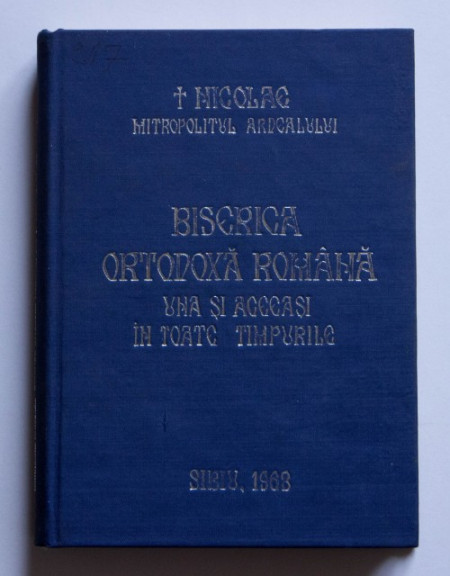 † NICOLAE
MITROPOLITUL ARDEALULUI
BISERICA
ORTODOXĂ ROMÂNĂ
UNA ȘI ACEEAȘI
ÎN TOATE TIMPURILE
SIBIU, 1968